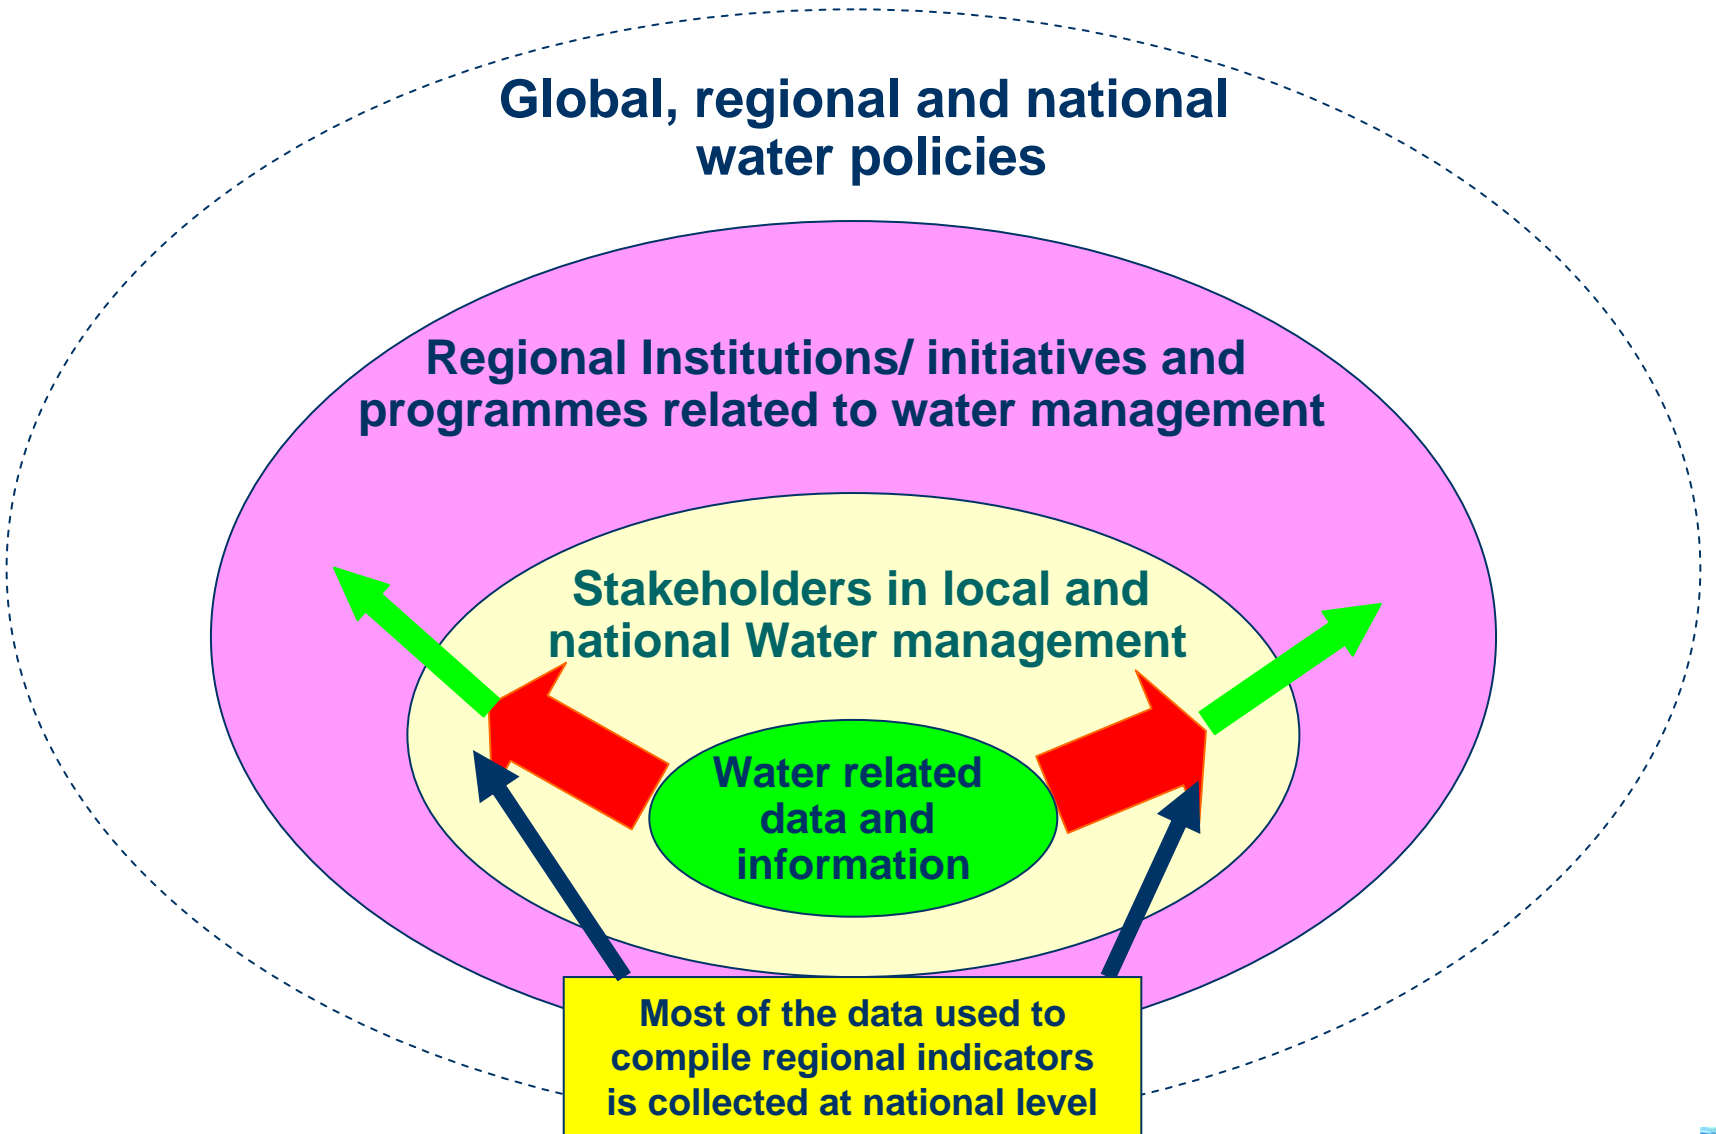 Global, regional and national
water policies
Regional Institutions/ initiatives and
programmes related to water management
Stakeholders in local and
national Water management
Water related
data and
information
Most of the data used to
compile regional indicators
is collected at national level